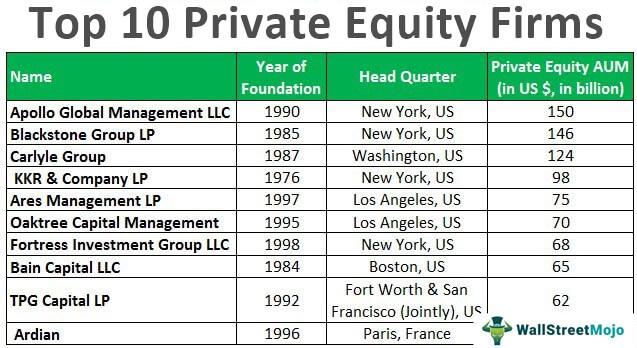 Top 10 Private Equity Firms
Name
Year of
Foundation
Head Quarter
Private Equity AUM
(in US $, in billion)
Apollo Global Management LLC 1990 New York, US 150
Blackstone Group LP 1985 New York, US 146
Carlyle Group 1987 Washington, US 124
KKR & Company LP 1976 New York, US 98
Ares Management LP 1997 Los Angeles, US 75
Oaktree Capital Management 1995 Los Angeles, US 70
Fortress Investment Group LLC 1998 New York, US 68
Bain Capital LLC 1984 Boston, US 65
TPG Capital LP 1992 Fort Worth & San
Francisco (Jointly), US 62
Ardian 1996 Paris, France
WallStreetMojo